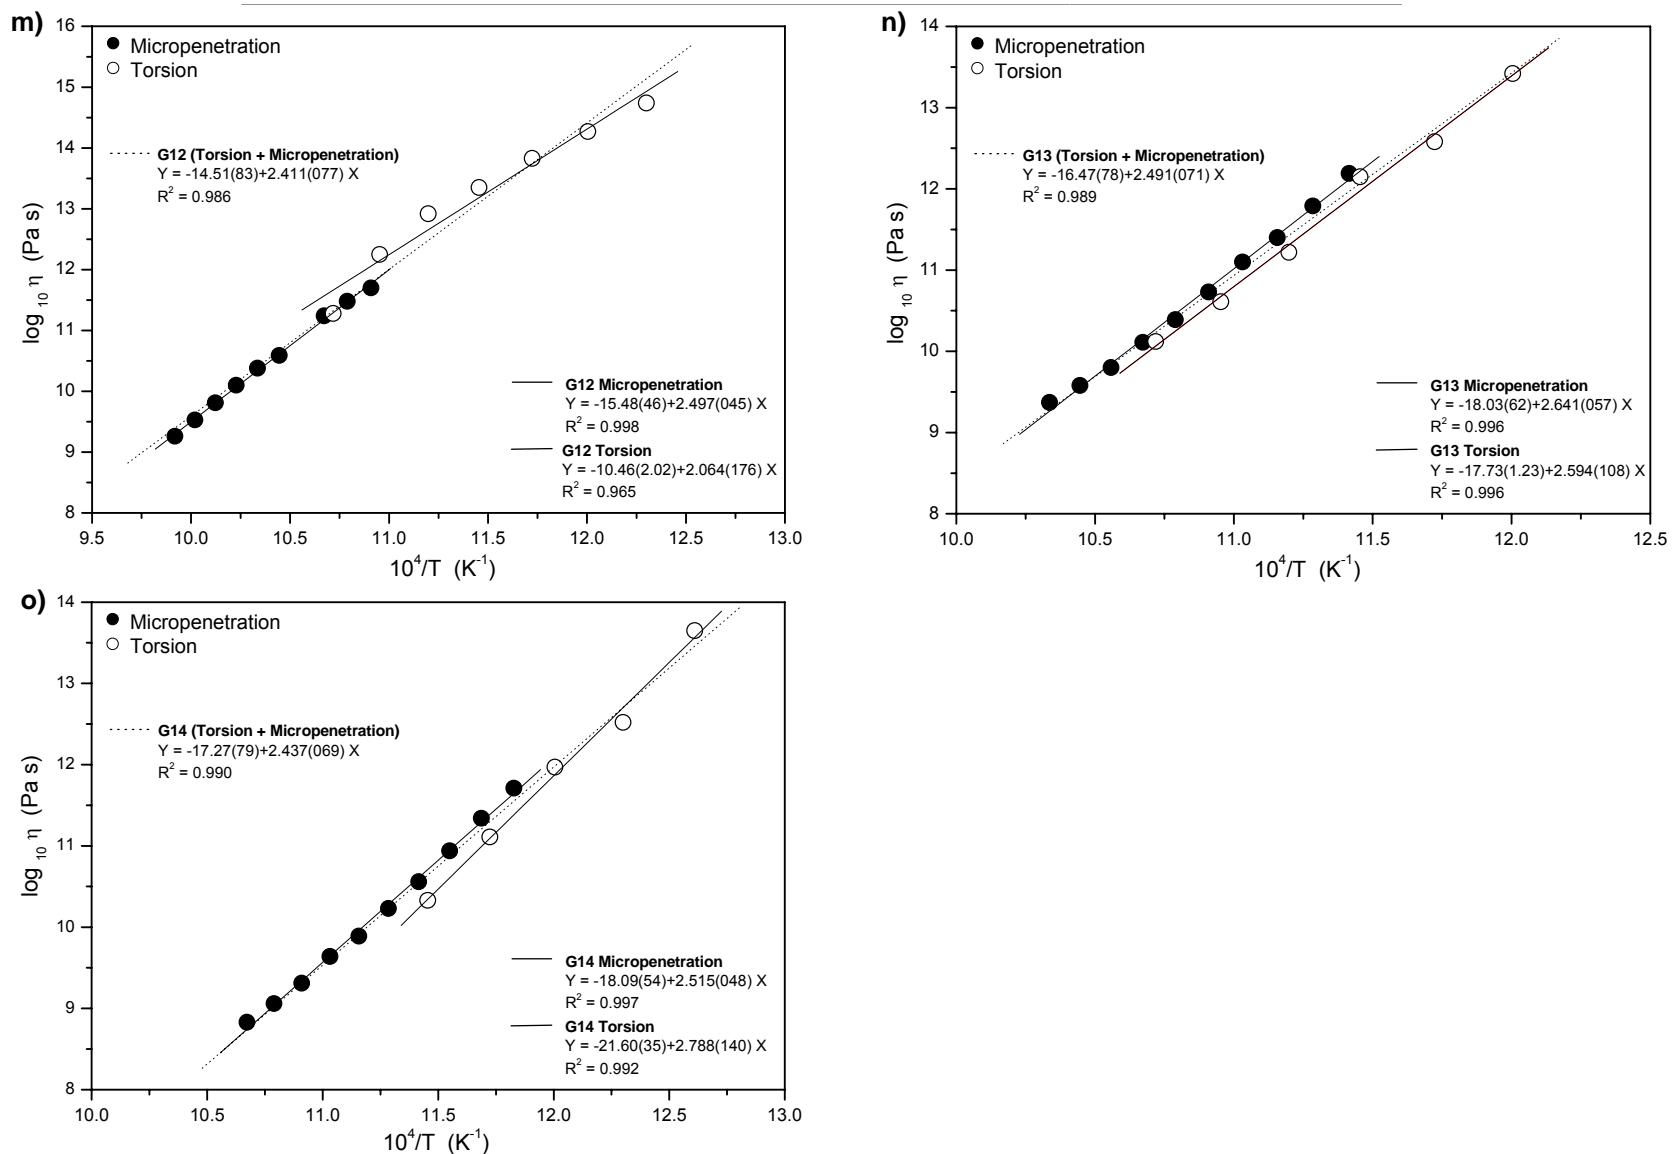 m)
Micropenetration
Torsion
G12 (Torsion + Micropenetration)
Y = -14.51(83)+2.411(077) X
R² = 0.986
G12 Micropenetration
Y = -15.48(46)+2.497(045) X
R² = 0.998
G12 Torsion
Y = -10.46(2.02)+2.064(176) X
R² = 0.965
16
15
14
13
12
11
10
9
8
log 10 η (Pa s)
9.5 10.0 10.5 11.0 11.5 12.0 12.5 13.0
10⁴/T (K⁻¹)
n)
Micropenetration
Torsion
G13 (Torsion + Micropenetration)
Y = -16.47(78)+2.491(071) X
R² = 0.989
G13 Micropenetration
Y = -18.03(62)+2.641(057) X
R² = 0.996
G13 Torsion
Y = -17.73(1.23)+2.594(108) X
R² = 0.996
14
13
12
11
10
9
8
log 10 η (Pa s)
10.0 10.5 11.0 11.5 12.0 12.5
10⁴/T (K⁻¹)
o)
Micropenetration
Torsion
G14 (Torsion + Micropenetration)
Y = -17.27(79)+2.437(069) X
R² = 0.990
G14 Micropenetration
Y = -18.09(54)+2.515(048) X
R² = 0.997
G14 Torsion
Y = -21.60(35)+2.788(140) X
R² = 0.992
14
13
12
11
10
9
8
log 10 η (Pa s)
10.0 10.5 11.0 11.5 12.0 12.5 13.0
10⁴/T (K⁻¹)